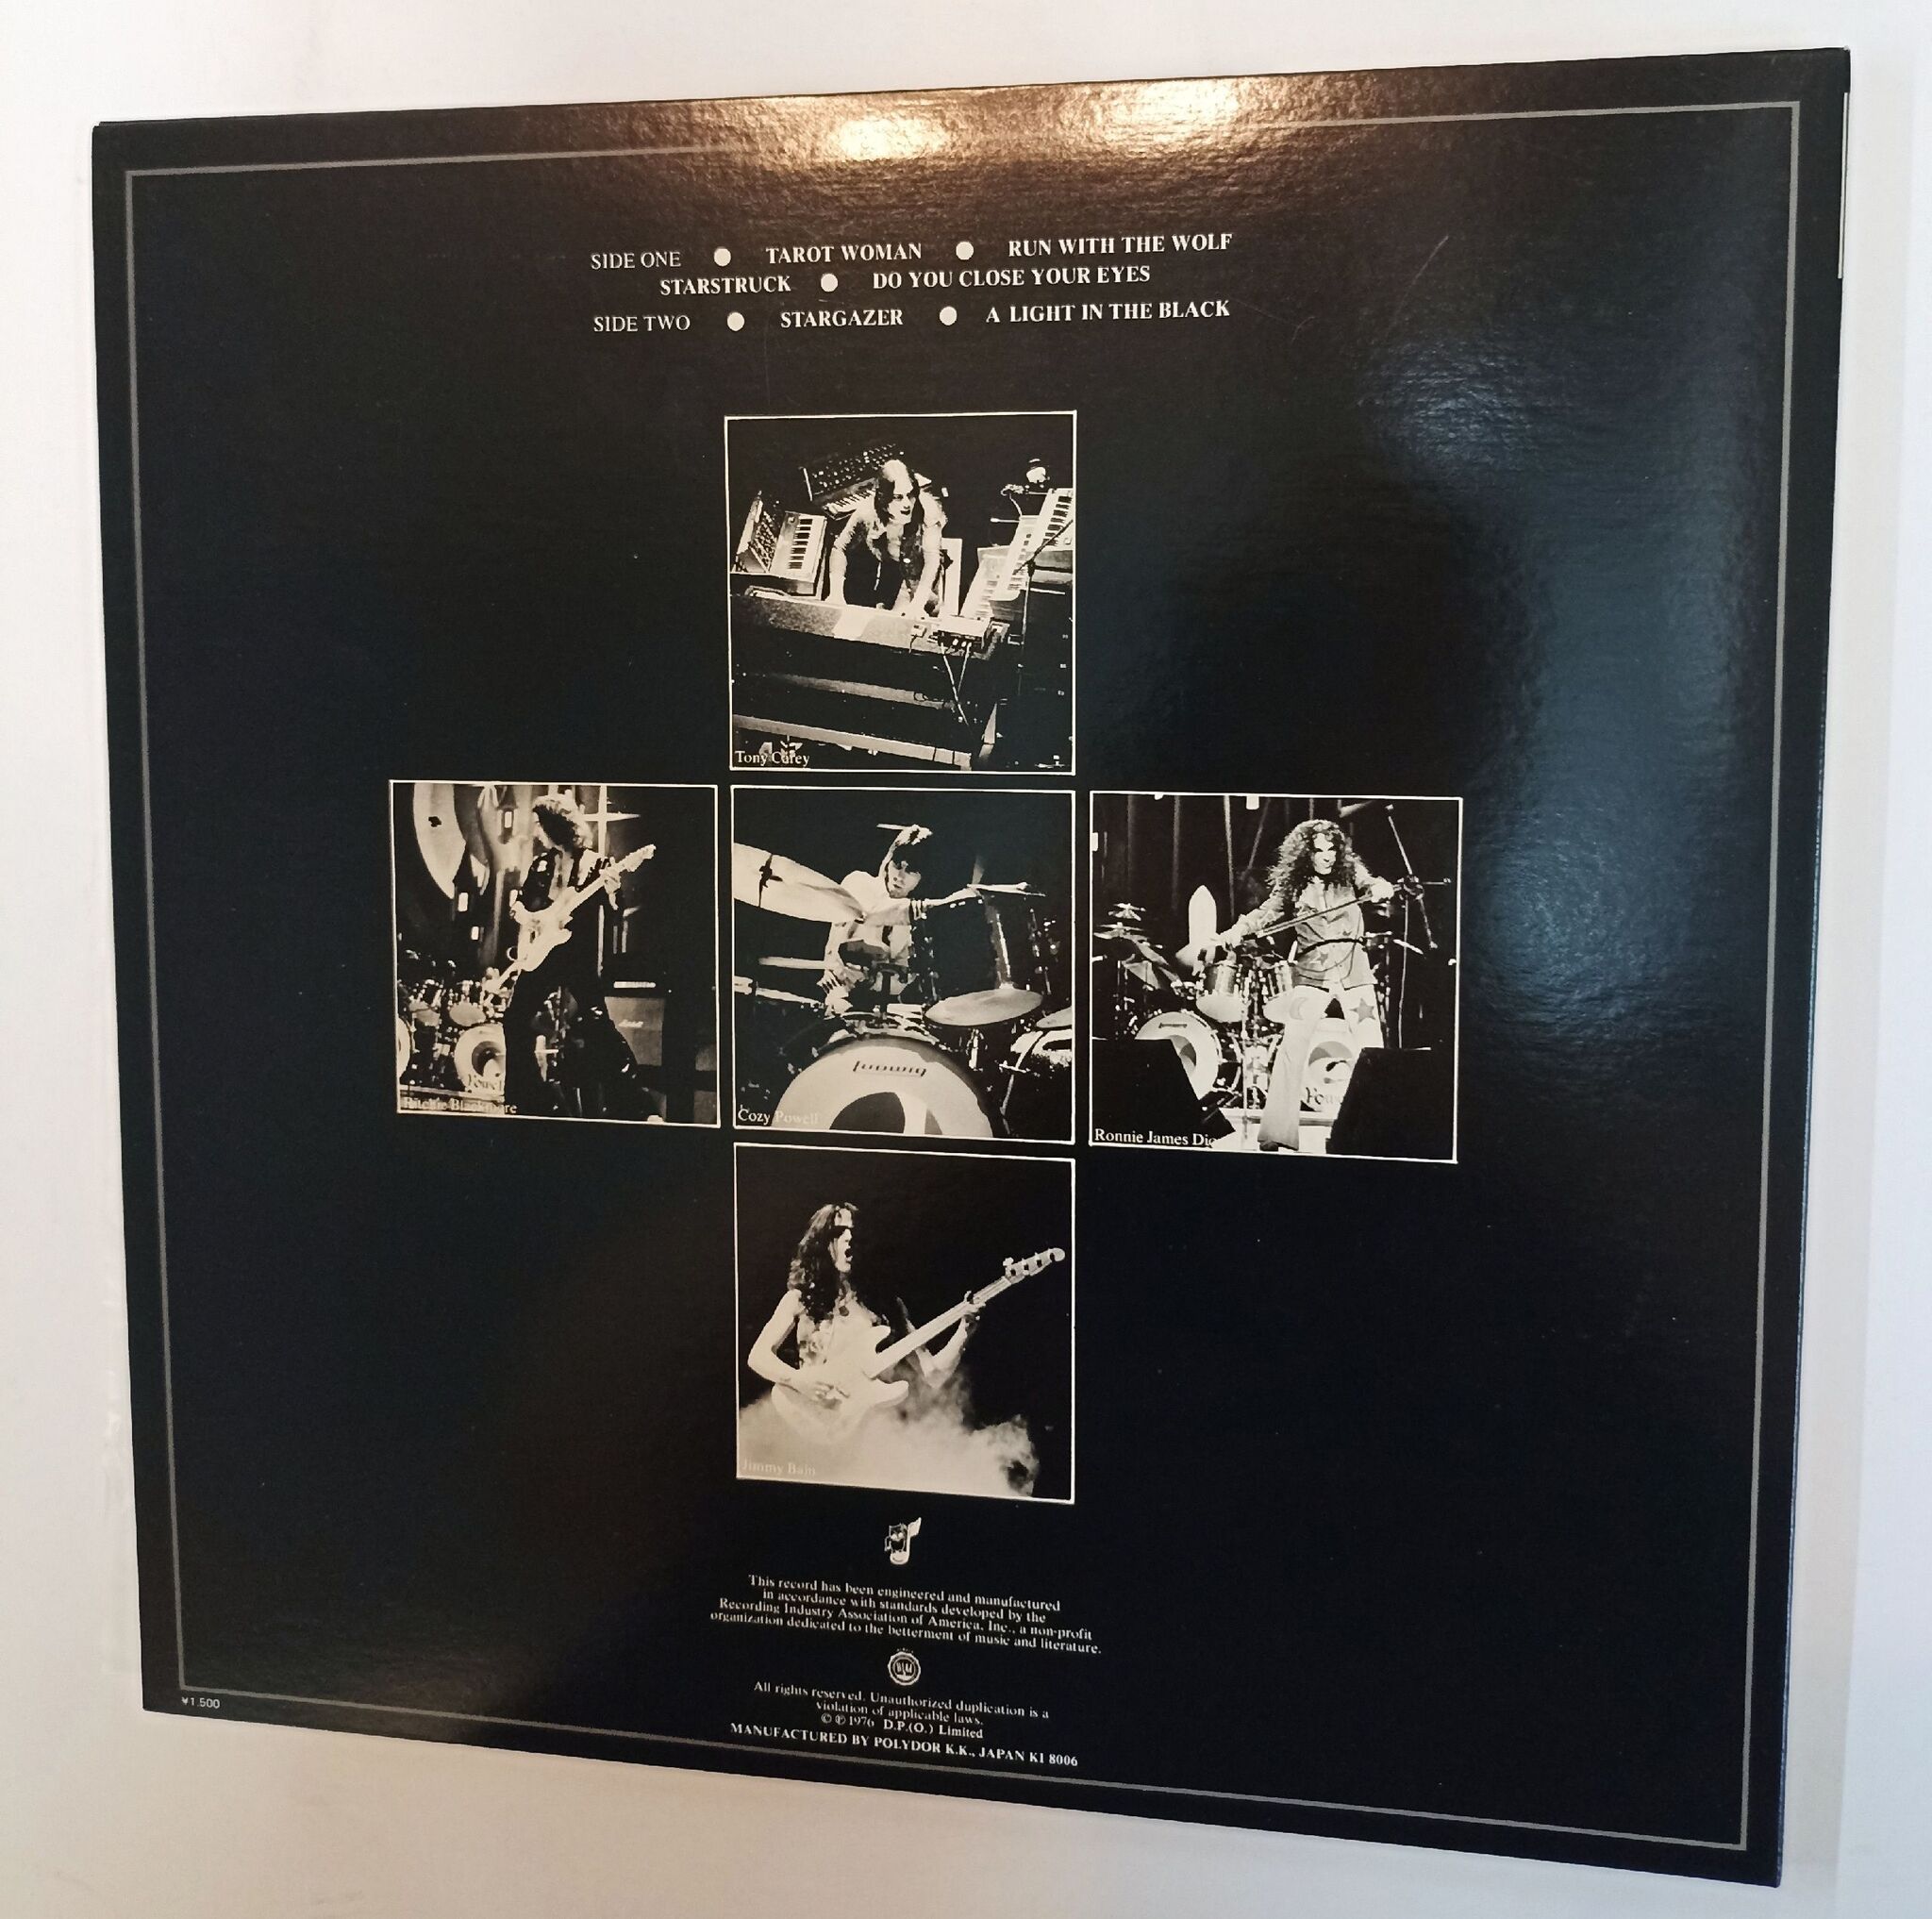 SIDE ONE ● TAROT WOMAN ● RUN WITH THE WOLF
STARSTRUCK ● DO YOU CLOSE YOUR EYES
SIDE TWO ● STARGAZER ● A LIGHT IN THE BLACK
Tony Carey
Powell
Ritchie Blackmore
Ludwig
Cozy Powell
Ronnie James Dio
Jimmy Bain
This record has been engineered and manufactured
in accordance with standards developed by the
Recording Industry Association of America, Inc., a non-profit
organization dedicated to the betterment of music and literature.
All rights reserved. Unauthorized duplication is a
violation of applicable laws.
© ℗ 1976 D.P.(O.) Limited
MANUFACTURED BY POLYDOR K.K., JAPAN KI 8006
¥1,500